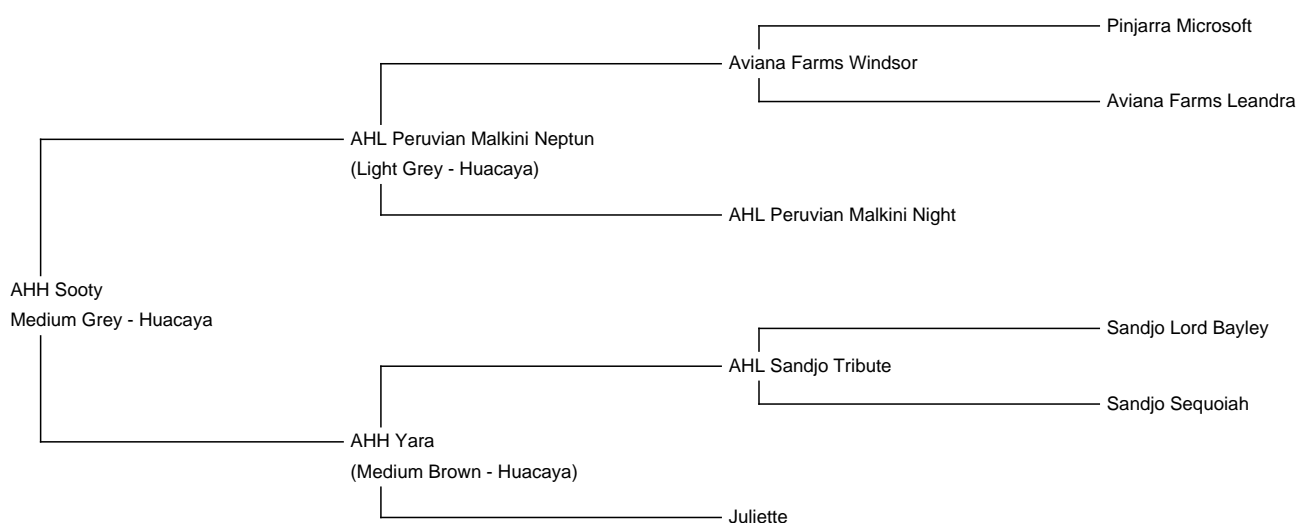 Pinjarra Microsoft
Aviana Farms Windsor
Aviana Farms Leandra
AHL Peruvian Malkini Neptun
(Light Grey - Huacaya)
AHL Peruvian Malkini Night
AHH Sooty
Medium Grey - Huacaya
Sandjo Lord Bayley
AHL Sandjo Tribute
Sandjo Sequoiah
AHH Yara
(Medium Brown - Huacaya)
Juliette